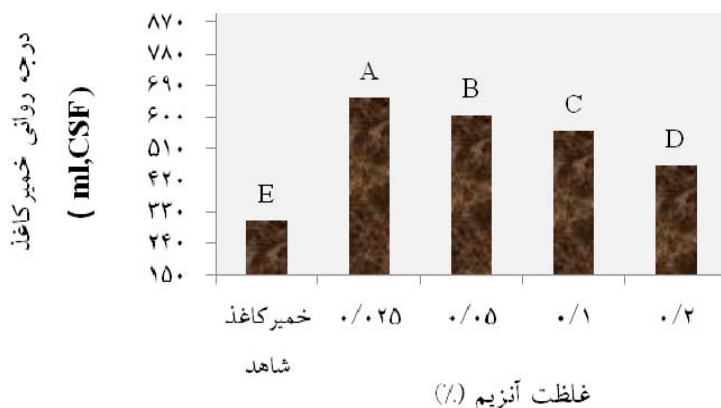 درجه روانی خمیرکاغذ
( ml,CSF)
۸۷۰
۷۸۰
۶۹۰
۶۰۰
۵۱۰
۴۲۰
۳۳۰
۲۴۰
۱۵۰
E
A
B
C
D
خمیرکاغذ
شاهد
۰/۰۲۵
۰/۰۵
۰/۱
۰/۲
غلظت آنزیم (٪)